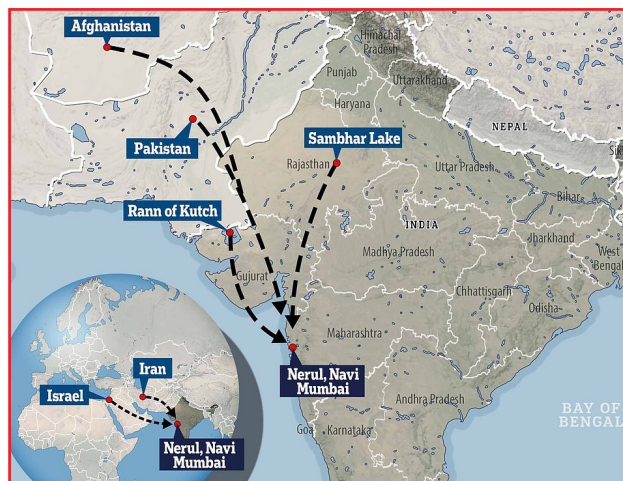 Afghanistan
Himachal
Pradesh
Punjab
Uttarakhand
Haryana
NEPAL
Pakistan
Sambhar Lake
Rajasthan
Uttar Pradesh
Sik
Rann of Kutch
Bihar
INDIA
Jharkhand
West
Bengal
Madhya Pradesh
Gujurat
Chhattisgarh
Odisha
Maharashtra
Nerul, Navi
Mumbai
Andhra Pradesh
Goa
Karnataka
BAY OF
BENGAL
Iran
Israel
Nerul, Navi
Mumbai